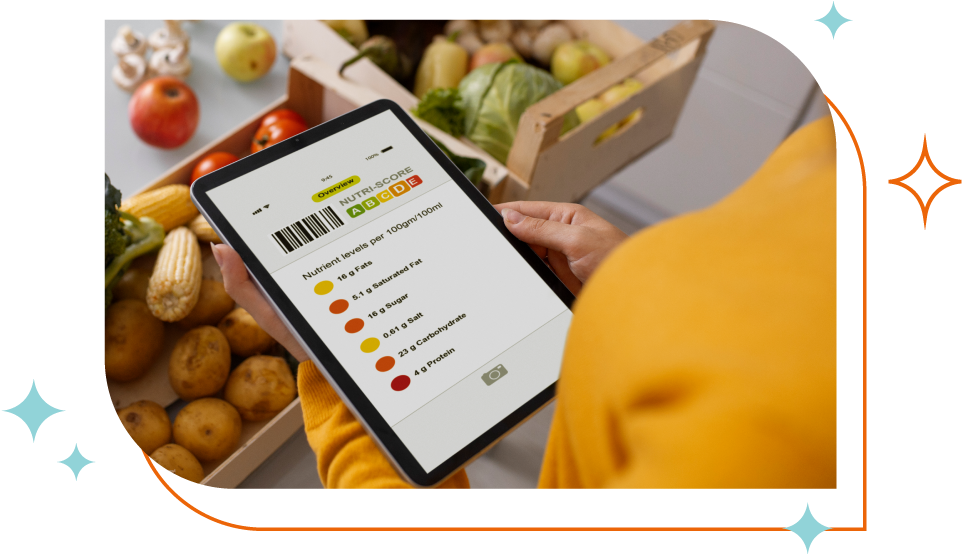 9:41
100%
Overview
NUTRI-SCORE
A B C D E
Nutrient levels per 100gm/100ml
16 g Fats
5.1 g Saturated Fat
16 g Sugar
0.61 g Salt
23 g Carbohydrate
4 g Protein